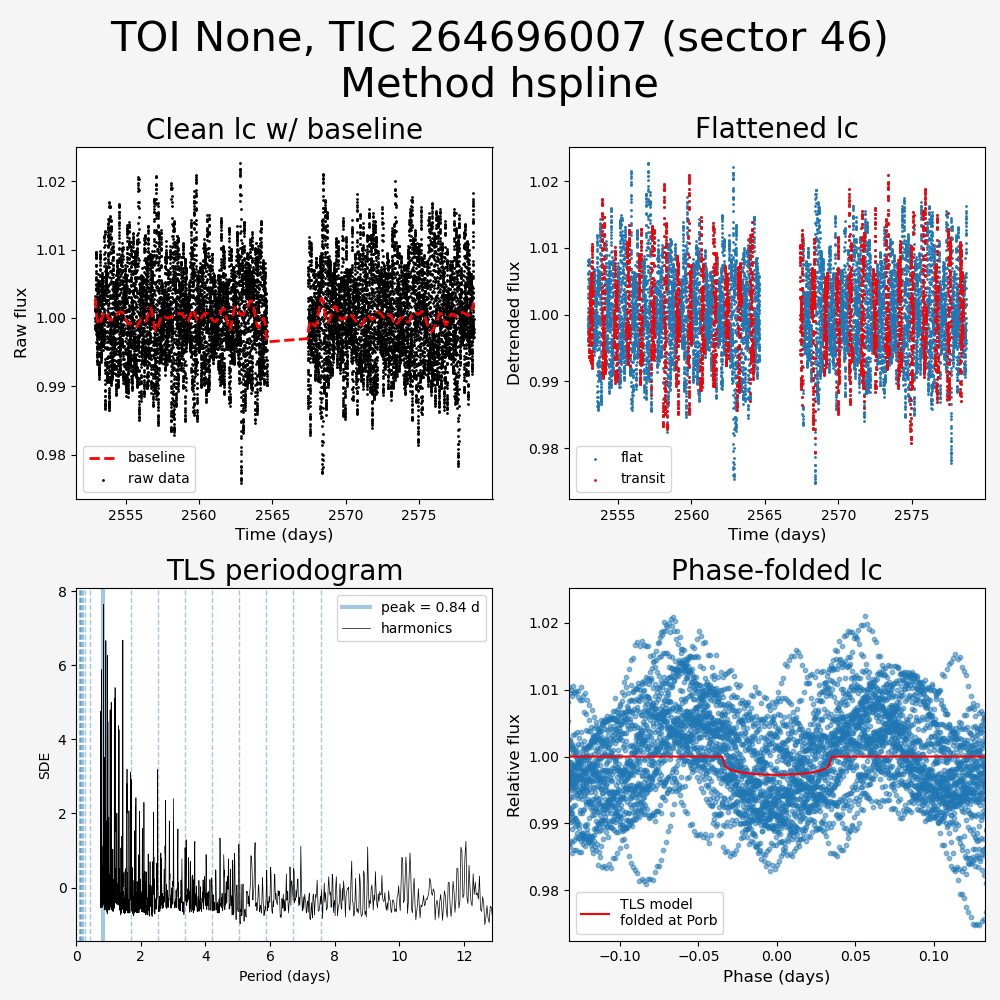 TOI None, TIC 264696007 (sector 46)
Method hspline
Clean lc w/ baseline
Raw flux
1.02
1.01
1.00
0.99
0.98
baseline
raw data
2555
2560
2565
2570
2575
Time (days)
Flattened lc
Detrended flux
1.02
1.01
1.00
0.99
0.98
flat
transit
2555
2560
2565
2570
2575
Time (days)
TLS periodogram
SDE
8
6
4
2
0
peak = 0.84 d
harmonics
0
2
4
6
8
10
12
Period (days)
Phase-folded lc
Relative flux
1.02
1.01
1.00
0.99
0.98
TLS model
folded at Porb
−0.10
−0.05
0.00
0.05
0.10
Phase (days)